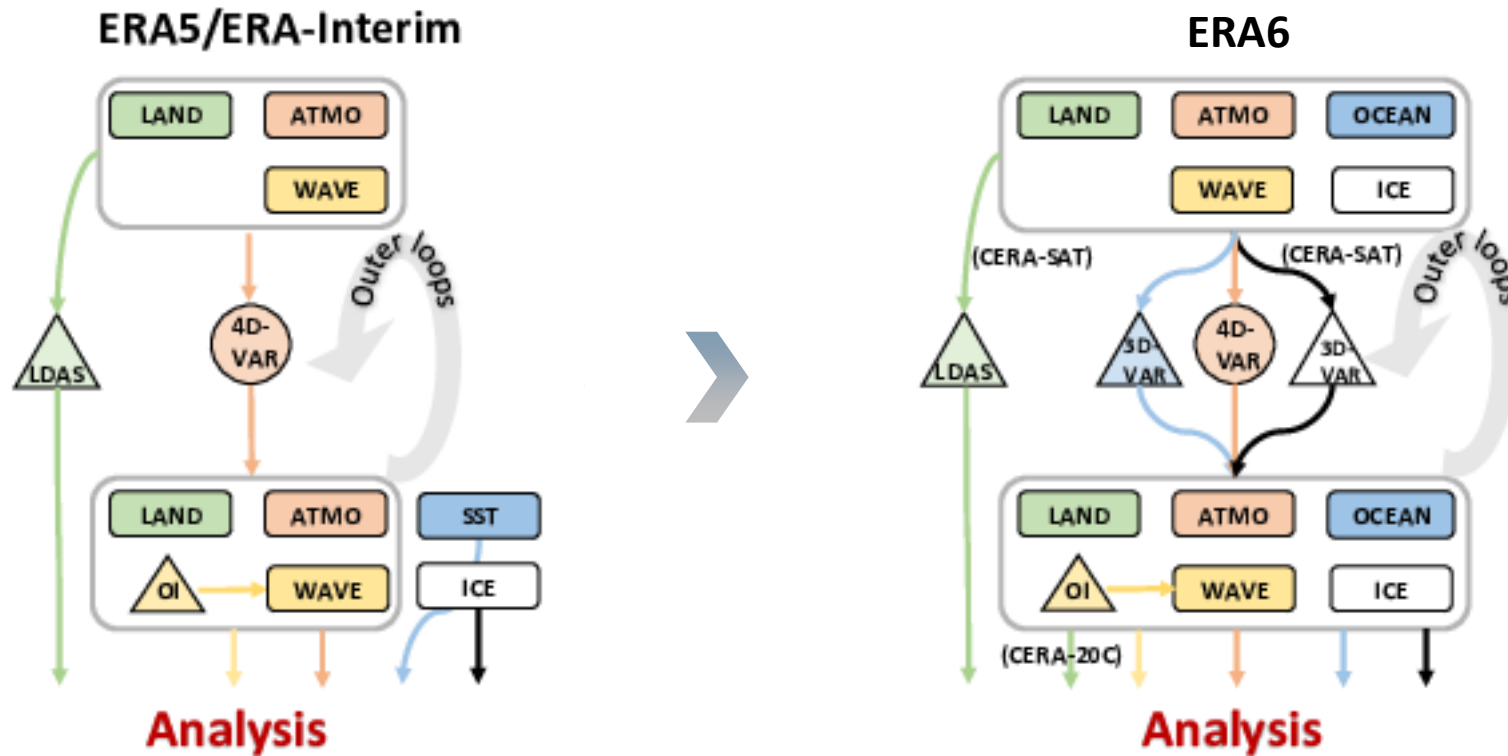 ERA5/ERA-Interim
LAND
ATMO
WAVE
Outer loops
4D-
VAR
LDAS
LAND
ATMO
SST
OI
WAVE
ICE
Analysis
ERA6
LAND
ATMO
OCEAN
WAVE
ICE
(CERA-SAT)
(CERA-SAT)
Outer loops
LDAS
3D-
VAR
4D-
VAR
3D-
VAR
LAND
ATMO
OCEAN
OI
WAVE
ICE
(CERA-20C)
Analysis